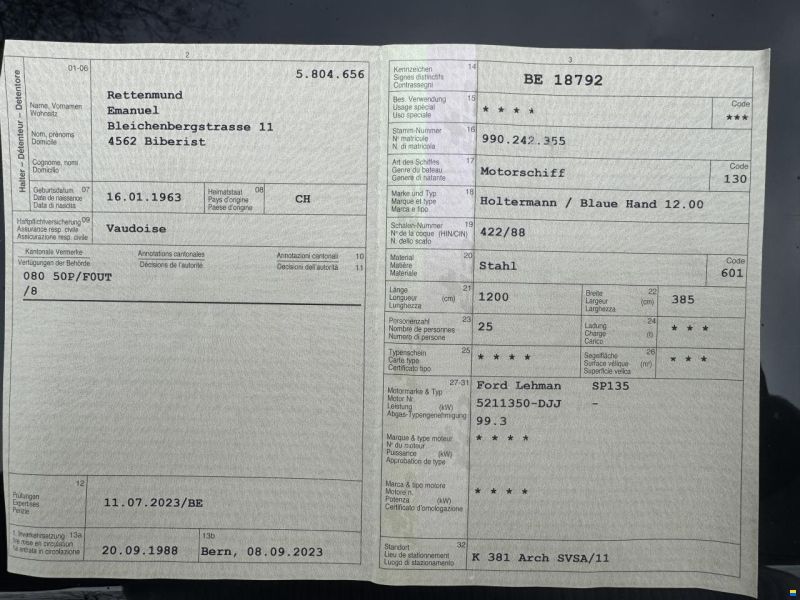 2
01-06
5.804.656
Halter – Détenteur – Detentore
Name, Vornamen
Wohnsitz
Nom, prénoms
Domicile
Cognome, nomi
Domicilio
Rettenmund
Emanuel
Bleichenbergstrasse 11
4562 Biberist
Geburtsdatum 07
Date de naissance
Data di nascita
16.01.1963
Heimatstaat 08
Pays d'origine
Paese d'origine
CH
Haftpflichtversicherung 09
Assurance resp. civile
Assicurazione resp. civile
Vaudoise
Kantonale Vermerke
Annotations cantonales
Annotazioni cantonali 10
Verfügungen der Behörde
Décisions de l'autorité
Decisioni dell'autorità 11
080 50P/F0UT
/8
12
Prüfungen
Expertises
Perizie
11.07.2023/BE
1. Inverkehrsetzung 13a
1re mise en circulation
1a entrata in circolazione
20.09.1988
13b
Bern, 08.09.2023
3
Kennzeichen 14
Signes distinctifs
Contrassegni
BE 18792
Bes. Verwendung 15
Usage spécial
Uso speciale
* * * *
Code
***
Stamm-Nummer 16
N° matricule
N. di matricola
990.242.355
Art des Schiffes 17
Genre du bateau
Genere di natante
Motorschiff
Code
130
Marke und Typ 18
Marque et type
Marca e tipo
Holtermann / Blaue Hand 12.00
Schalen-Nummer 19
N° de la coque (HIN/CIN)
N. dello scafo
422/88
Material 20
Matière
Materiale
Stahl
Code
601
Länge 21
Longueur (cm)
Lunghezza
1200
Breite 22
Largeur (cm)
Larghezza
385
Personenzahl 23
Nombre de personnes
Numero di persone
25
Ladung 24
Charge (t)
Carico
* * *
Typenschein 25
Carte type
Certificato tipo
* * * *
Segelfläche 26
Surface vélique (m²)
Superficie velica
* * *
27-31
Motormarke & Typ
Motor Nr.
Leistung (kW)
Abgas-Typengenehmigung
Ford Lehman SP135
5211350-DJJ -
99.3
* * * *
Marque & type moteur
N° du moteur
Puissance (kW)
Approbation de type
Marca & tipo motore
Motore n.
Potenza (kW)
Certificato d'omologazione
* * * *
Standort 32
Lieu de stationnement
Luogo di stazionamento
K 381 Arch SVSA/11